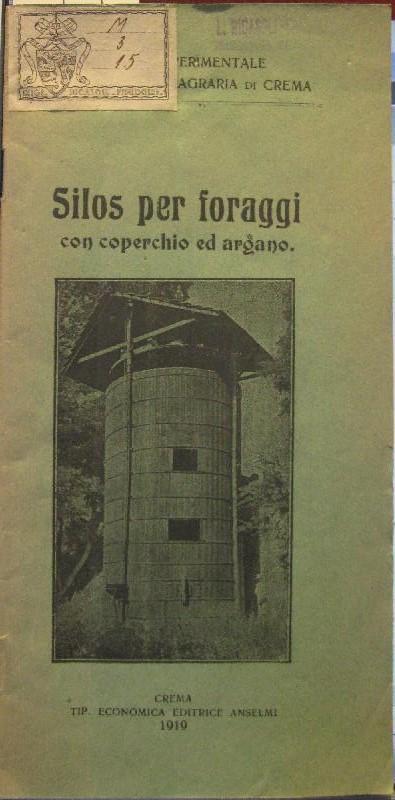 M
3
15
PERIMENTALE
AGRARIA DI CREMA
Silos per foraggi
con coperchio ed argano.
CREMA
TIP. ECONOMICA EDITRICE ANSELMI
1919